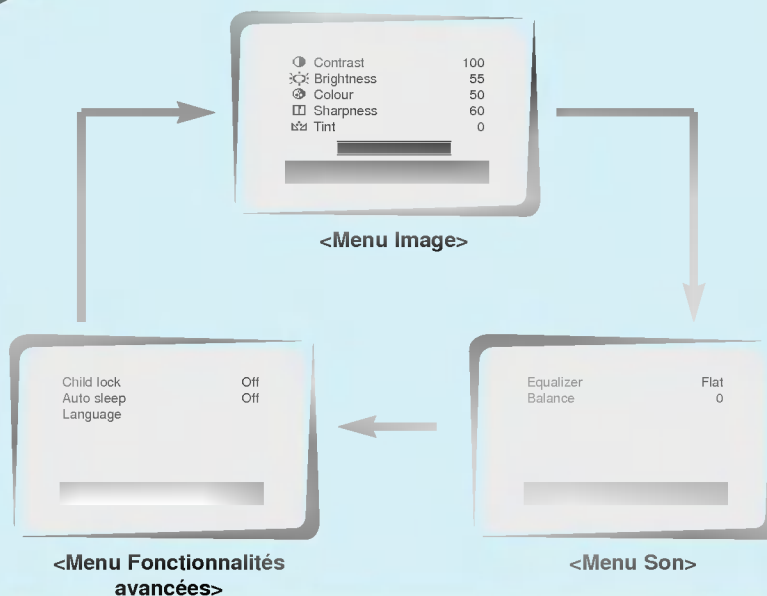 Contrast 100
Brightness 55
Colour 50
Sharpness 60
Tint 0
<Menu Image>
Child lock Off
Auto sleep Off
Language
<Menu Fonctionnalités
avancées>
Equalizer Flat
Balance 0
<Menu Son>